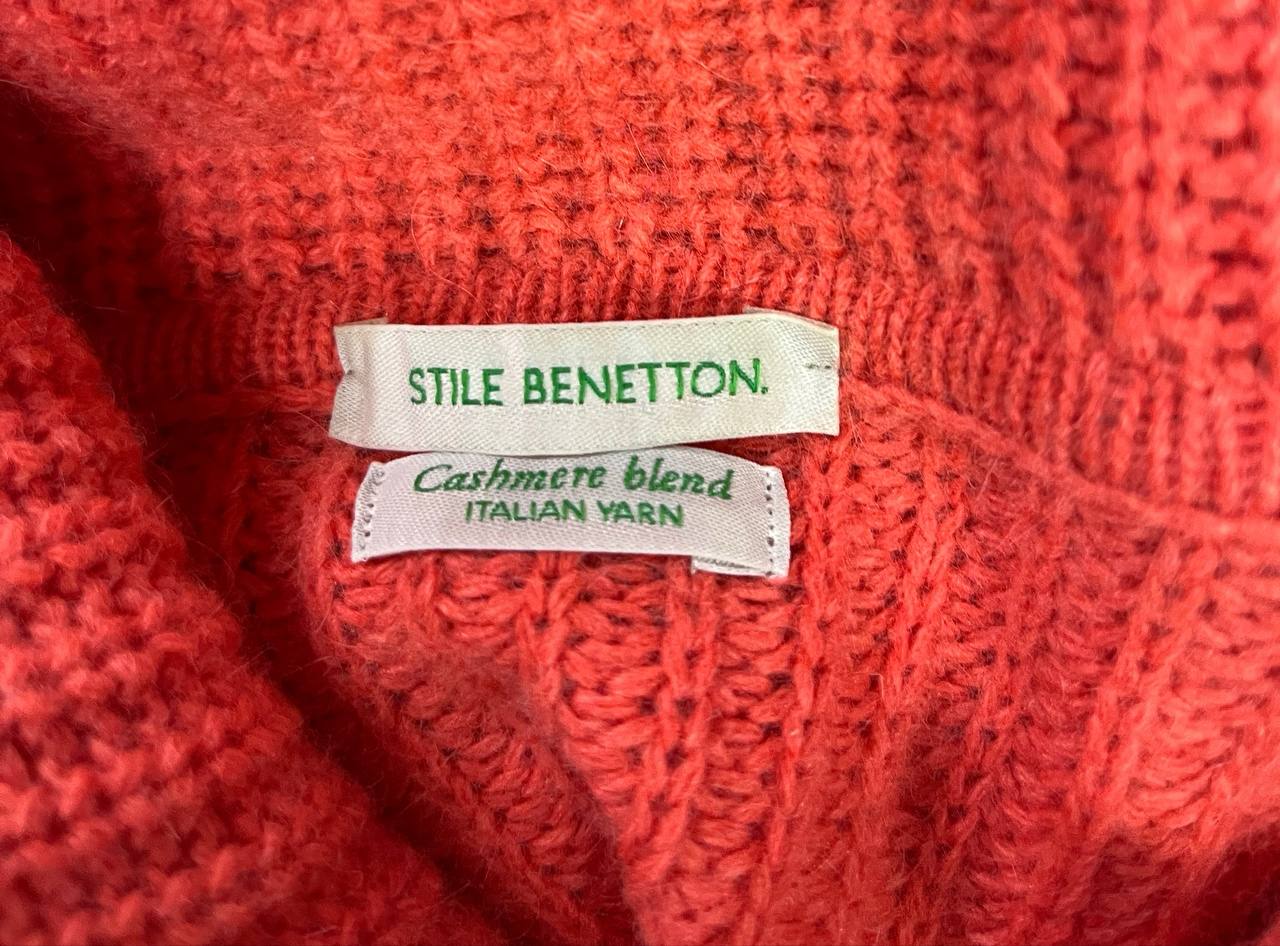 STILE BENETTON.
Cashmere blend
ITALIAN YARN